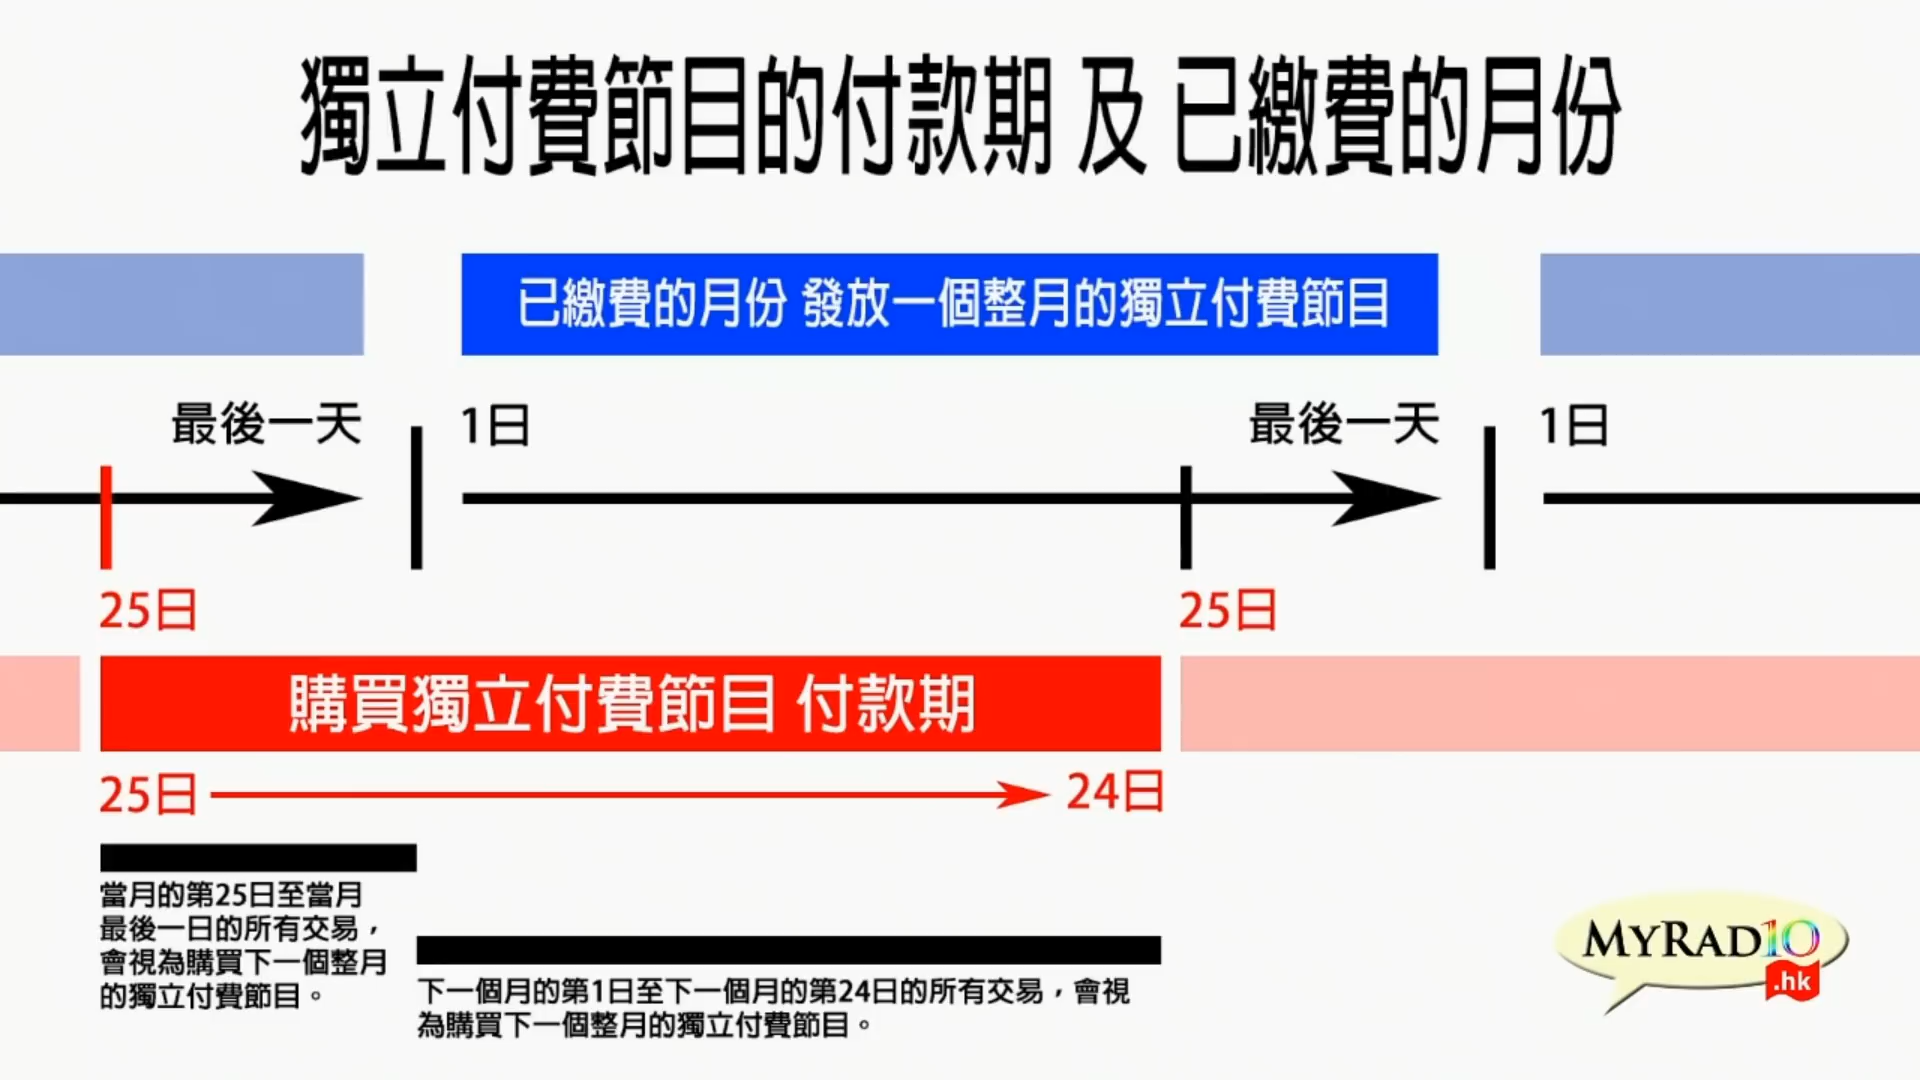 獨立付費節目的付款期 及 已繳費的月份
已繳費的月份 發放一個整月的獨立付費節目
最後一天
1日
最後一天
1日
25日
25日
購買獨立付費節目 付款期
25日
24日
當月的第25日至當月
最後一日的所有交易，
會視為購買下一個整月
的獨立付費節目。
下一個月的第1日至下一個月的第24日的所有交易，會視
為購買下一個整月的獨立付費節目。
MYRAD10
.hk